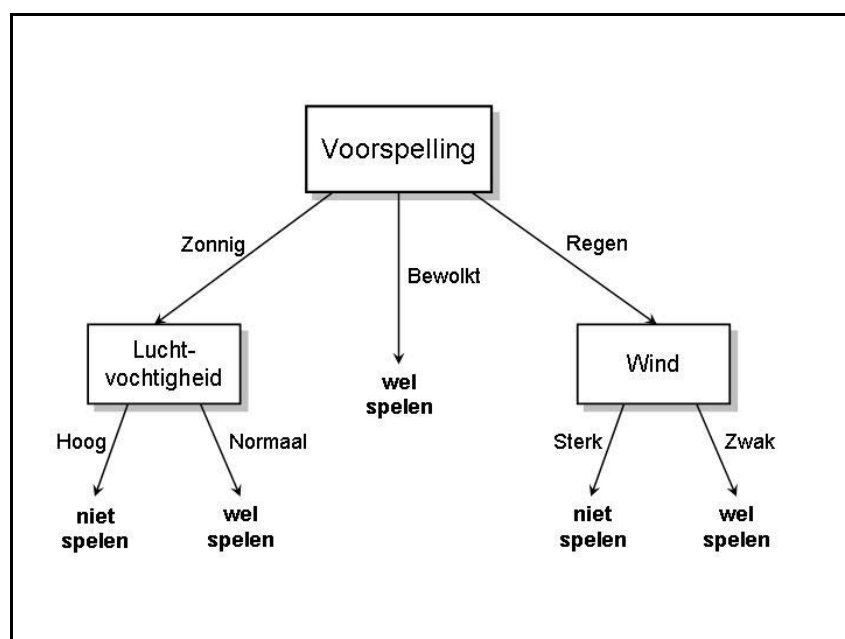 Voorspelling
Zonnig
Bewolkt
Regen
Lucht-
vochtigheid
wel
spelen
Wind
Hoog
Normaal
Sterk
Zwak
niet
spelen
wel
spelen
niet
spelen
wel
spelen